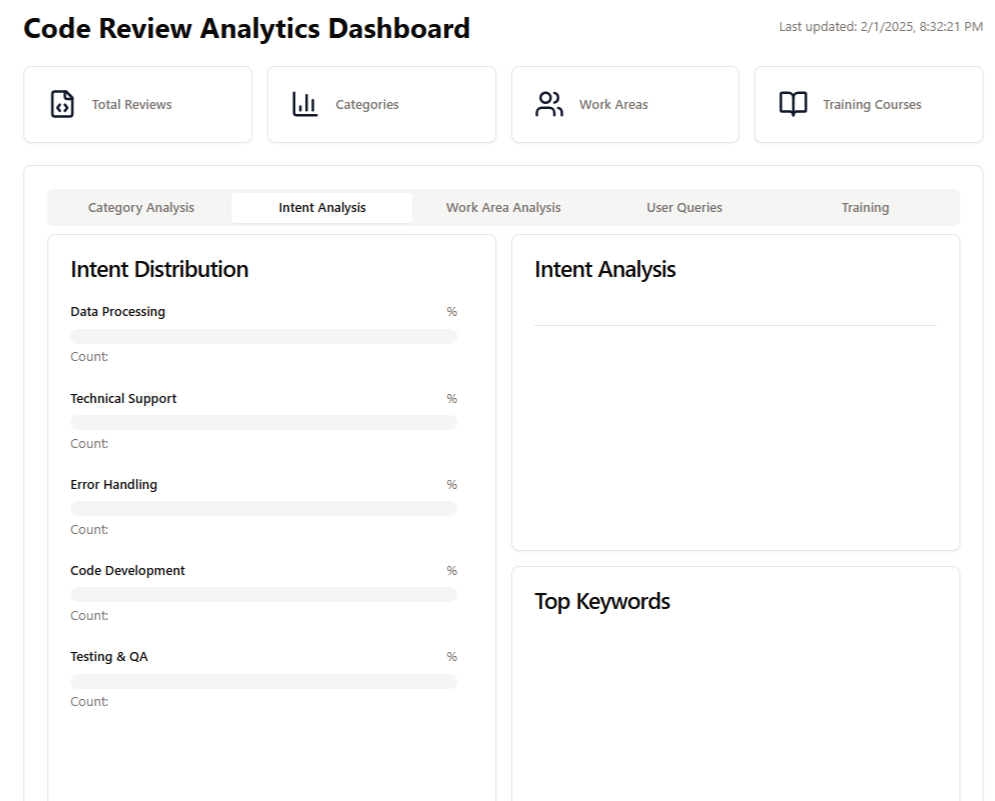 Code Review Analytics Dashboard
Last updated: 2/1/2025, 8:32:21 PM
Total Reviews
Categories
Work Areas
Training Courses
Category Analysis
Intent Analysis
Work Area Analysis
User Queries
Training
Intent Distribution
Data Processing %
Count:
Technical Support %
Count:
Error Handling %
Count:
Code Development %
Count:
Testing & QA %
Count:
Intent Analysis
Top Keywords